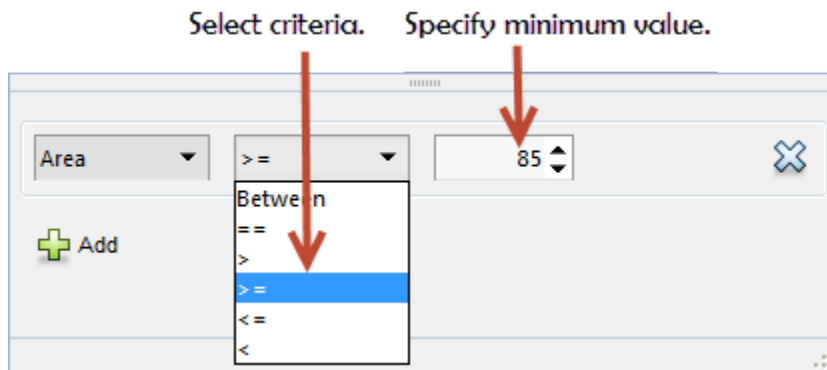 Select criteria. Specify minimum value.
Area >= 85
Between
==
>
>=
<=
<
Add